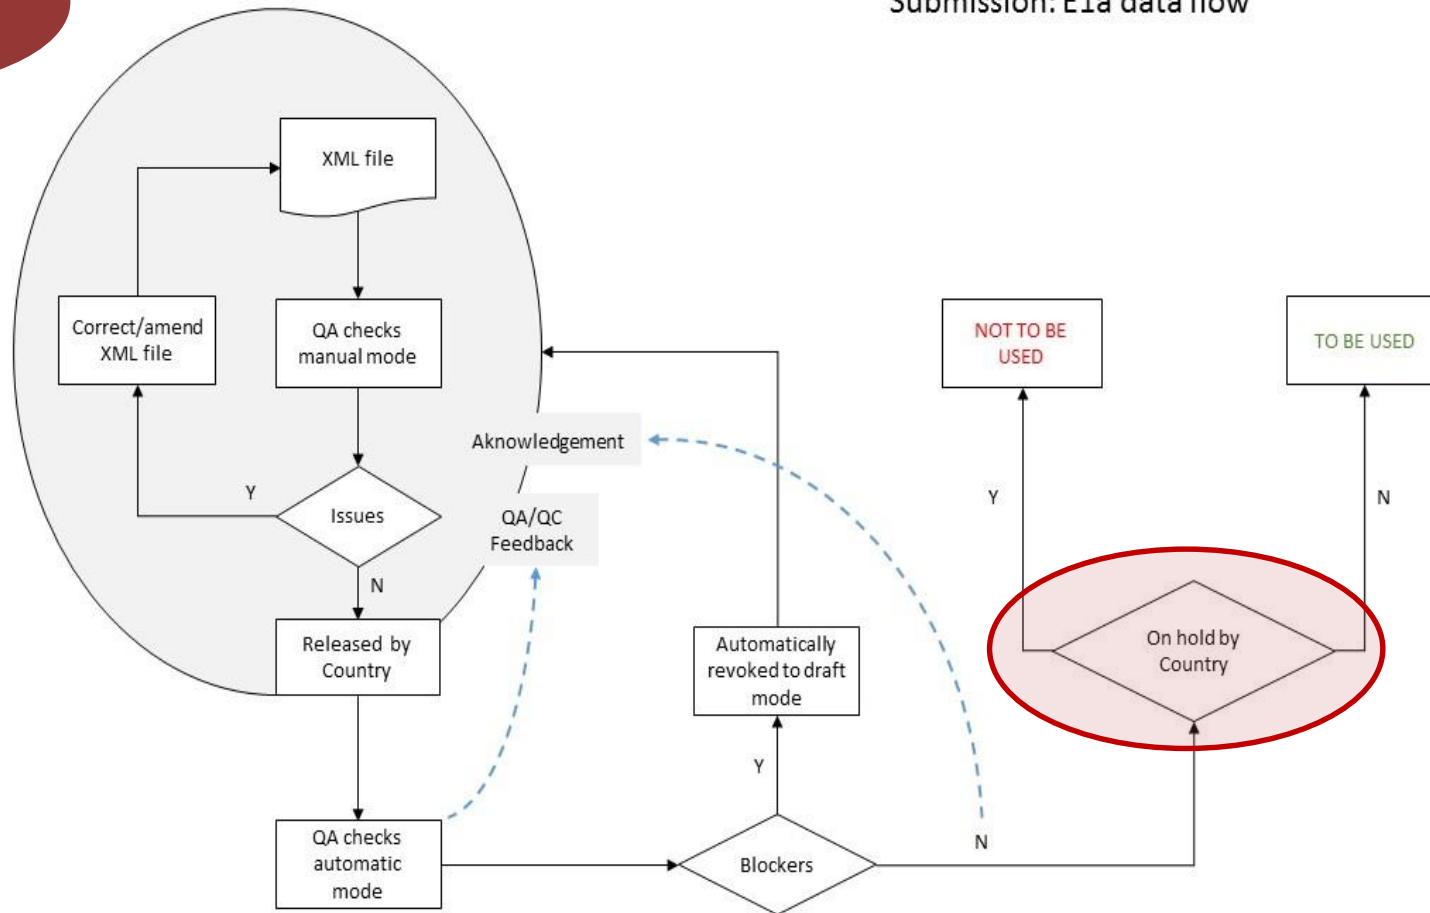 Submission: E1a data flow
XML file
Correct/amend
XML file
QA checks
manual mode
NOT TO BE
USED
TO BE USED
Aknowledgement
Y
Issues
QA/QC
Feedback
Y
N
N
Released by
Country
Automatically
revoked to draft
mode
On hold by
Country
Y
QA checks
automatic
mode
Blockers
N